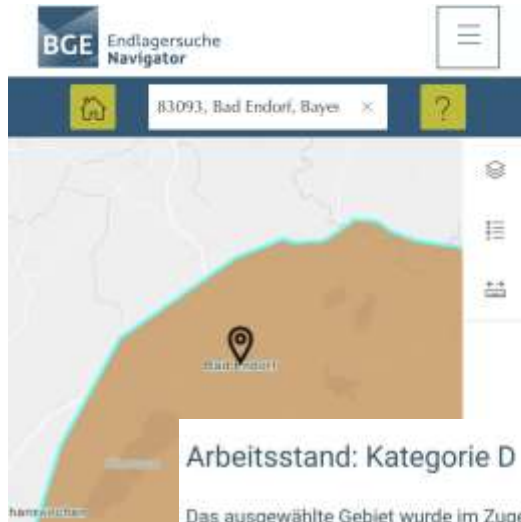 BGE
Endlagersuche
Navigator
83093, Bad Endorf, Bayer ×
?
Bad Endorf
Arbeitsstand: Kategorie D
Das ausgewählte Gebiet wurde im Zuge